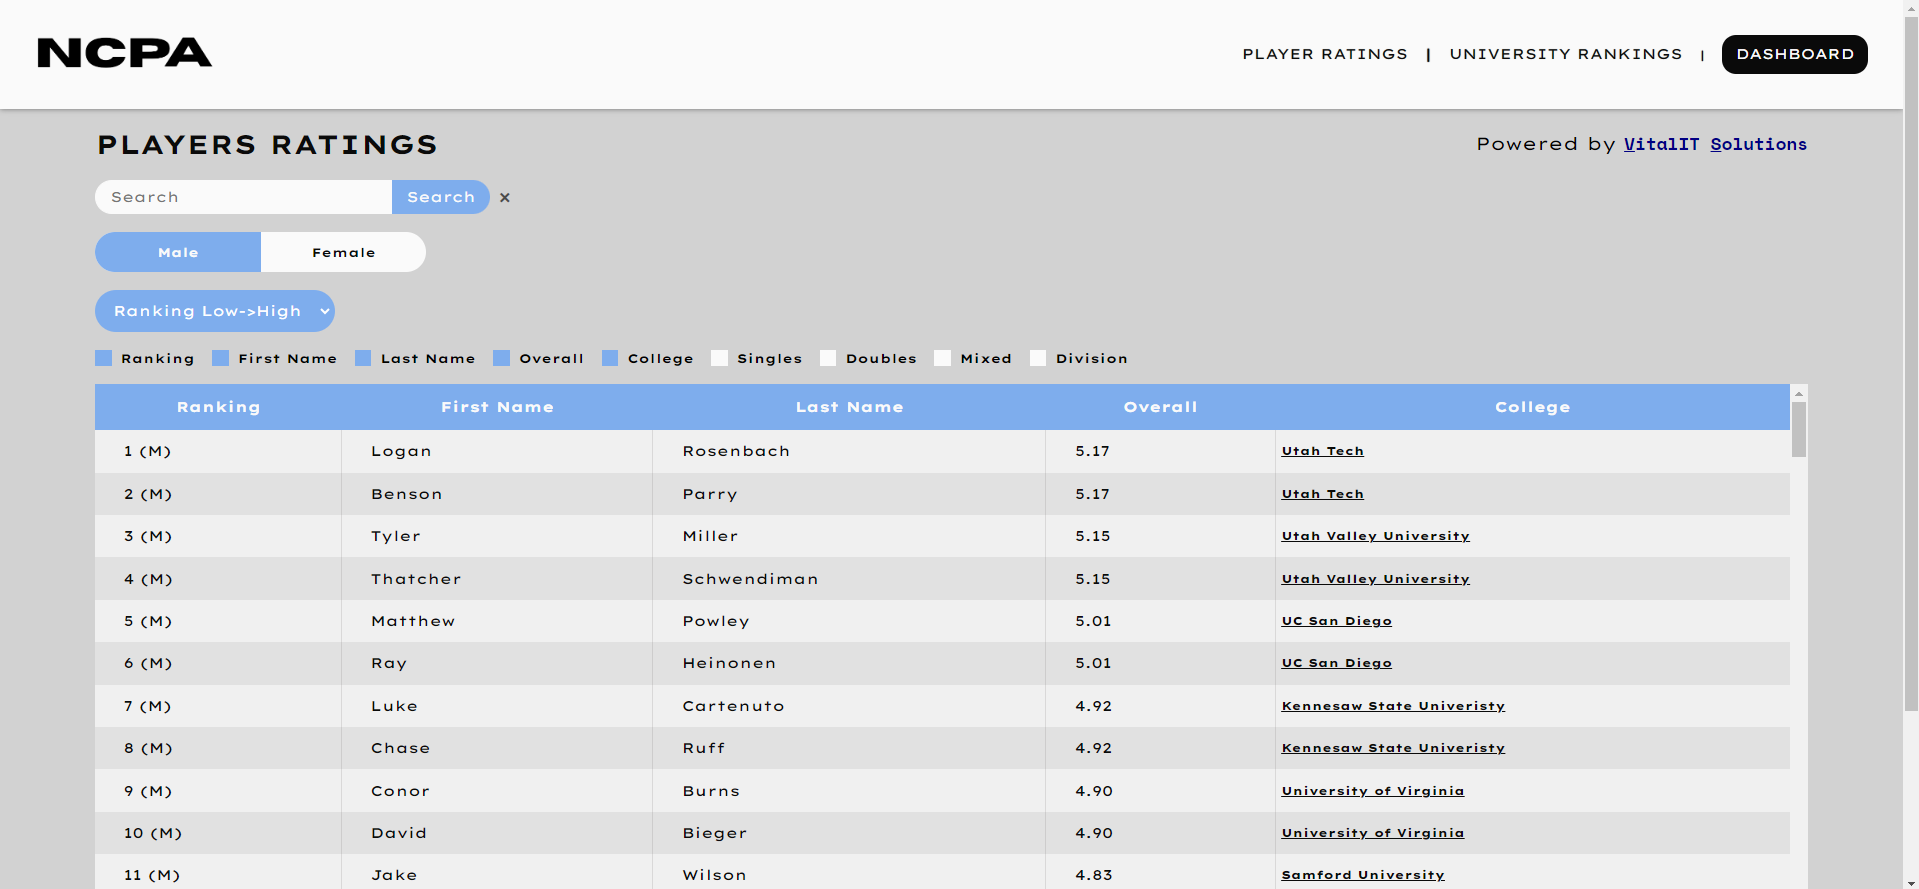 NCPA
PLAYER RATINGS | UNIVERSITY RANKINGS | DASHBOARD
PLAYERS RATINGS
Powered by VitalIT Solutions
Search Search ×
Male Female
Ranking Low->High
Ranking First Name Last Name Overall College Singles Doubles Mixed Division
Ranking First Name Last Name Overall College
1 (M) Logan Rosenbach 5.17 Utah Tech
2 (M) Benson Parry 5.17 Utah Tech
3 (M) Tyler Miller 5.15 Utah Valley University
4 (M) Thatcher Schwendiman 5.15 Utah Valley University
5 (M) Matthew Powley 5.01 UC San Diego
6 (M) Ray Heinonen 5.01 UC San Diego
7 (M) Luke Cartenuto 4.92 Kennesaw State Univeristy
8 (M) Chase Ruff 4.92 Kennesaw State Univeristy
9 (M) Conor Burns 4.90 University of Virginia
10 (M) David Bieger 4.90 University of Virginia
11 (M) Jake Wilson 4.83 Samford University